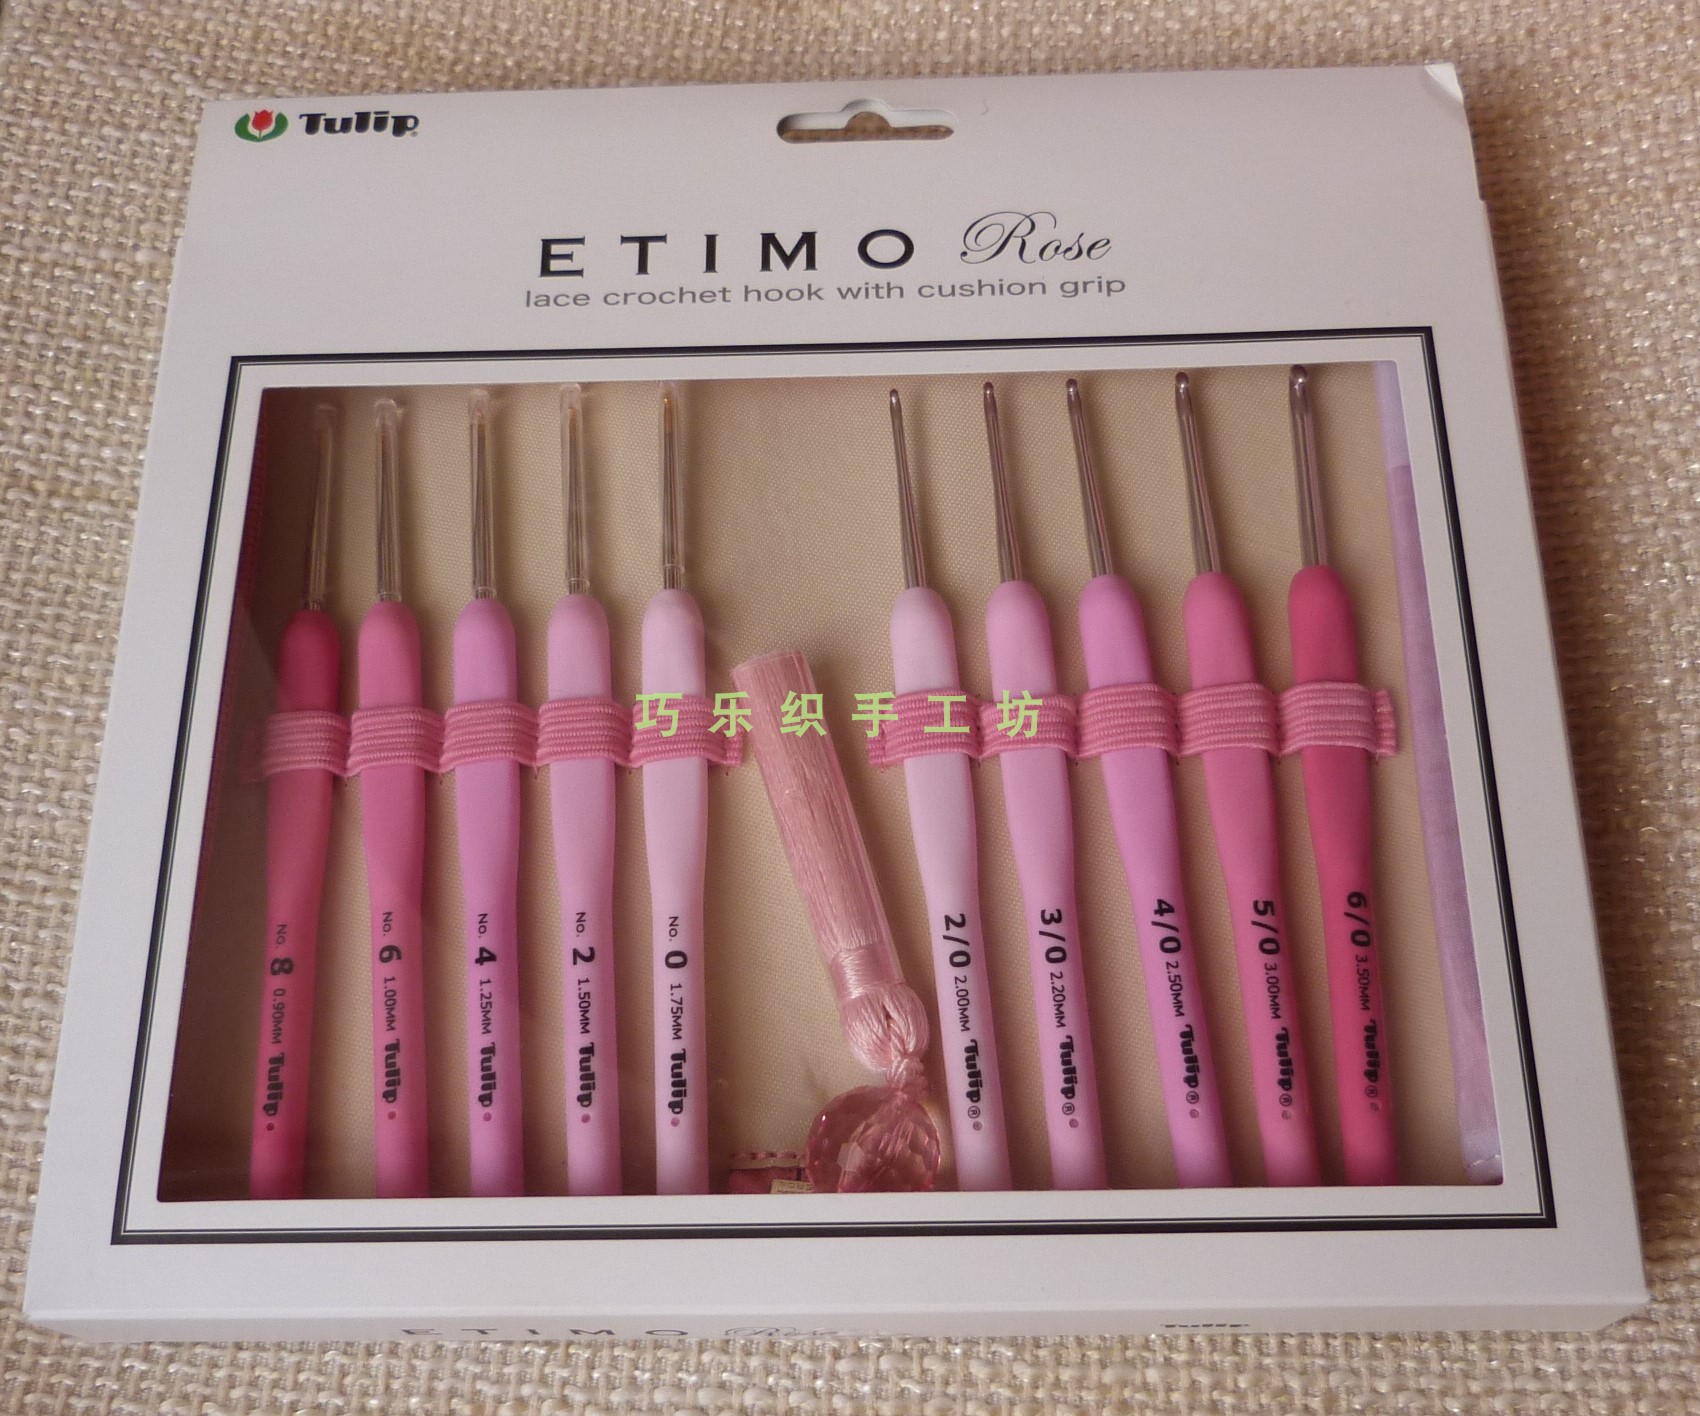 Tulip
ETIMO Rose
lace crochet hook with cushion grip
巧乐织手工坊
No. 8 0.90MM Tulip
No. 6 1.00MM Tulip
No. 4 1.25MM Tulip
No. 2 1.50MM Tulip
No. 0 1.75MM Tulip
2/0 2.00MM Tulip®
3/0 2.20MM Tulip®
4/0 2.50MM Tulip®
5/0 3.00MM Tulip®
6/0 3.50MM Tulip®
ETIMO Rose
Tulip